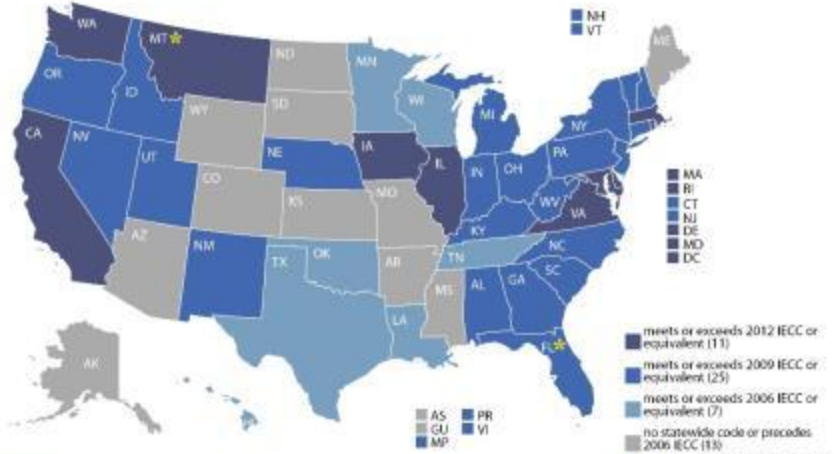 NH
VT
WA
MT*
ND
MN
ME
OR
ID
SD
WI
MI
NY
WY
CA
NV
IA
NE
PA
IL
IN
OH
UT
CO
WV
VA
KS
MO
KY
MA
RI
CT
NJ
DE
MD
DC
AZ
NM
OK
AR
TN
NC
SC
TX
MS
AL
GA
LA
FL*
AK
AS
GU
MP
PR
VI
meets or exceeds 2012 IECC or
equivalent (11)
meets or exceeds 2009 IECC or
equivalent (25)
meets or exceeds 2006 IECC or
equivalent (7)
no statewide code or precedes
2006 IECC (13)